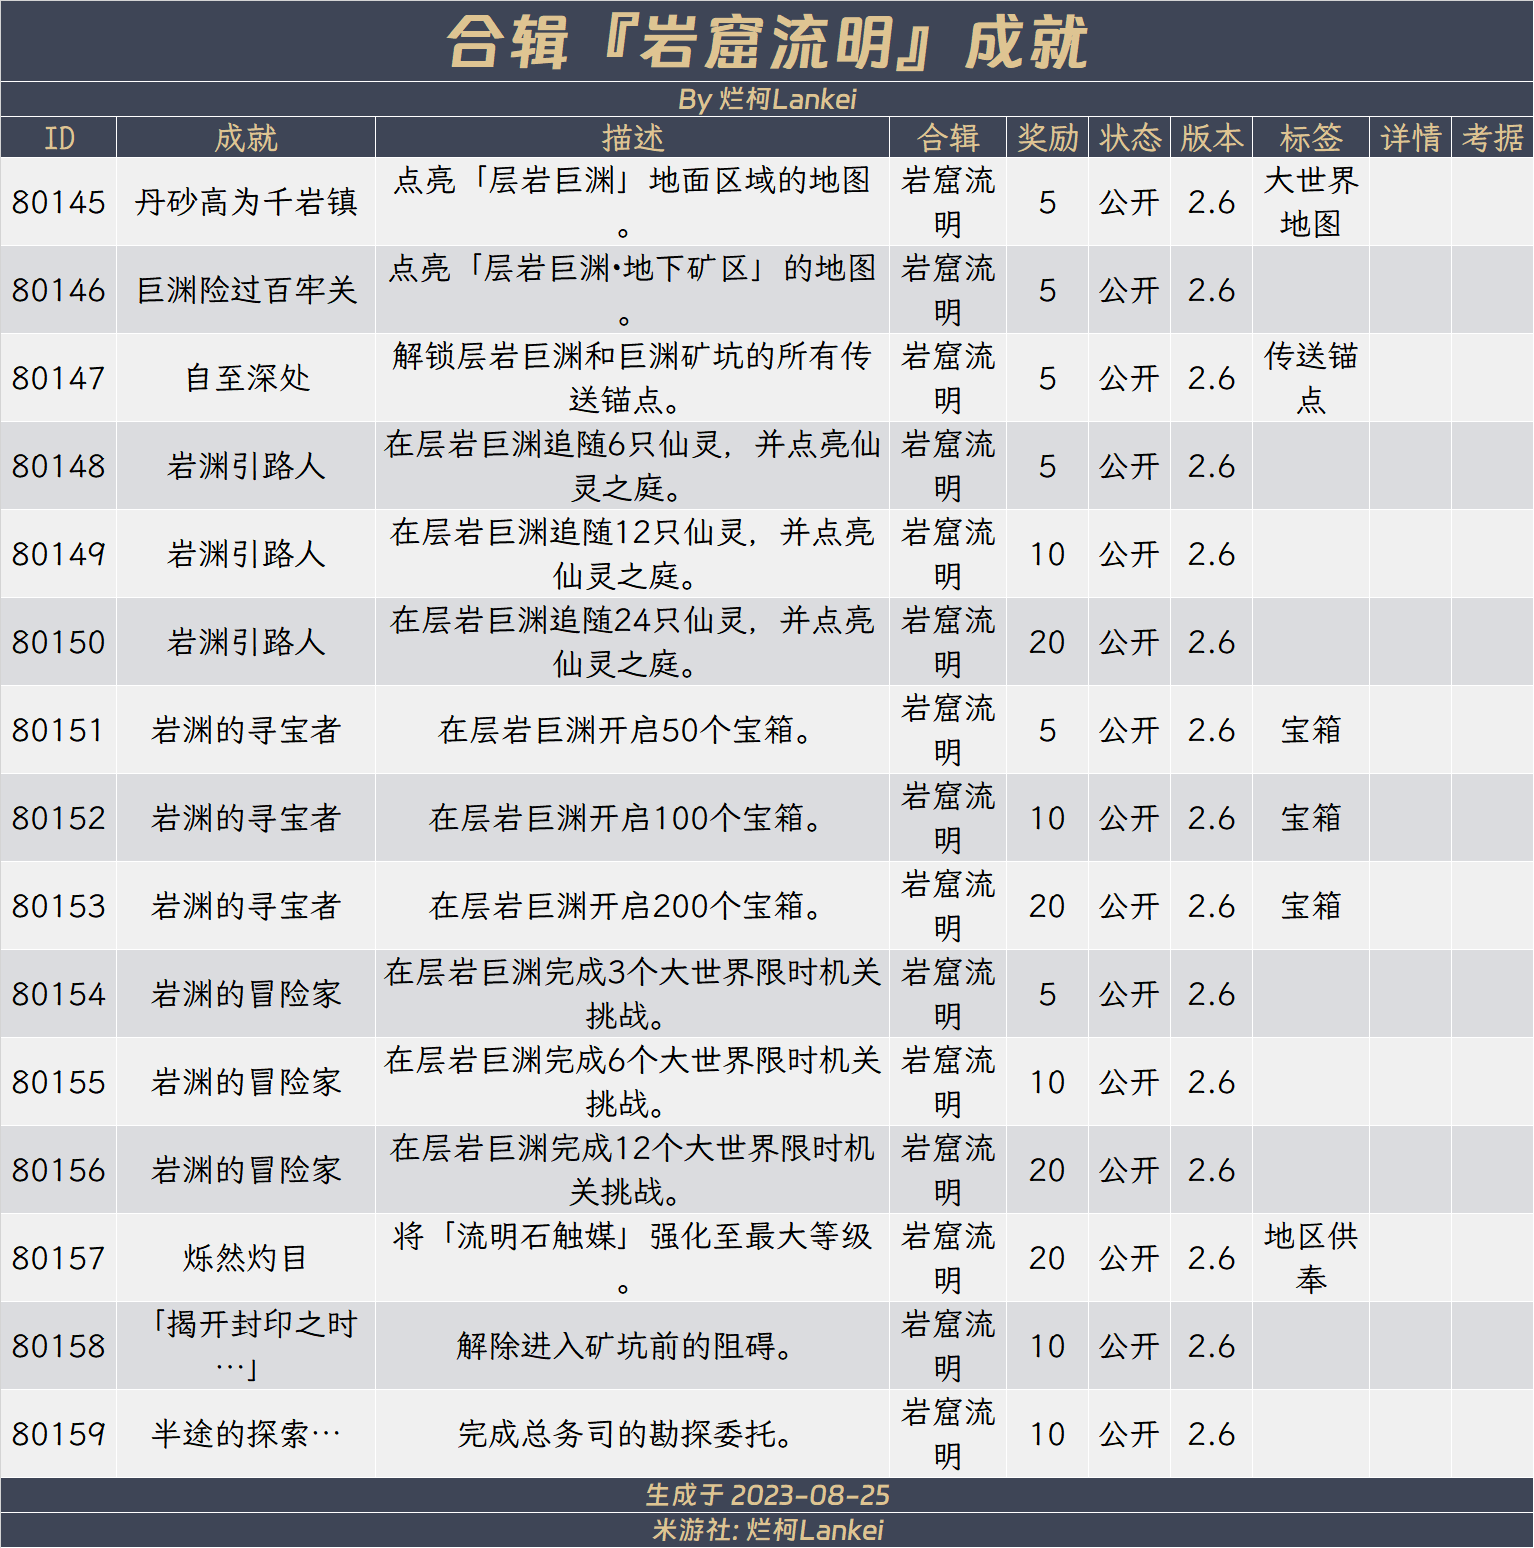 合辑『岩窟流明』成就
By 烂柯Lankei
ID 成就 描述 合辑 奖励 状态 版本 标签 详情 考据
80145 丹砂高为千岩镇 点亮「层岩巨渊」地面区域的地图。 岩窟流明 5 公开 2.6 大世界地图
80146 巨渊险过百牢关 点亮「层岩巨渊•地下矿区」的地图。 岩窟流明 5 公开 2.6
80147 自至深处 解锁层岩巨渊和巨渊矿坑的所有传送锚点。 岩窟流明 5 公开 2.6 传送锚点
80148 岩渊引路人 在层岩巨渊追随6只仙灵，并点亮仙灵之庭。 岩窟流明 5 公开 2.6
80149 岩渊引路人 在层岩巨渊追随12只仙灵，并点亮仙灵之庭。 岩窟流明 10 公开 2.6
80150 岩渊引路人 在层岩巨渊追随24只仙灵，并点亮仙灵之庭。 岩窟流明 20 公开 2.6
80151 岩渊的寻宝者 在层岩巨渊开启50个宝箱。 岩窟流明 5 公开 2.6 宝箱
80152 岩渊的寻宝者 在层岩巨渊开启100个宝箱。 岩窟流明 10 公开 2.6 宝箱
80153 岩渊的寻宝者 在层岩巨渊开启200个宝箱。 岩窟流明 20 公开 2.6 宝箱
80154 岩渊的冒险家 在层岩巨渊完成3个大世界限时机关挑战。 岩窟流明 5 公开 2.6
80155 岩渊的冒险家 在层岩巨渊完成6个大世界限时机关挑战。 岩窟流明 10 公开 2.6
80156 岩渊的冒险家 在层岩巨渊完成12个大世界限时机关挑战。 岩窟流明 20 公开 2.6
80157 烁然灼目 将「流明石触媒」强化至最大等级。 岩窟流明 20 公开 2.6 地区供奉
80158 「揭开封印之时…」 解除进入矿坑前的阻碍。 岩窟流明 10 公开 2.6
80159 半途的探索… 完成总务司的勘探委托。 岩窟流明 10 公开 2.6
生成于 2023-08-25
米游社: 烂柯Lankei